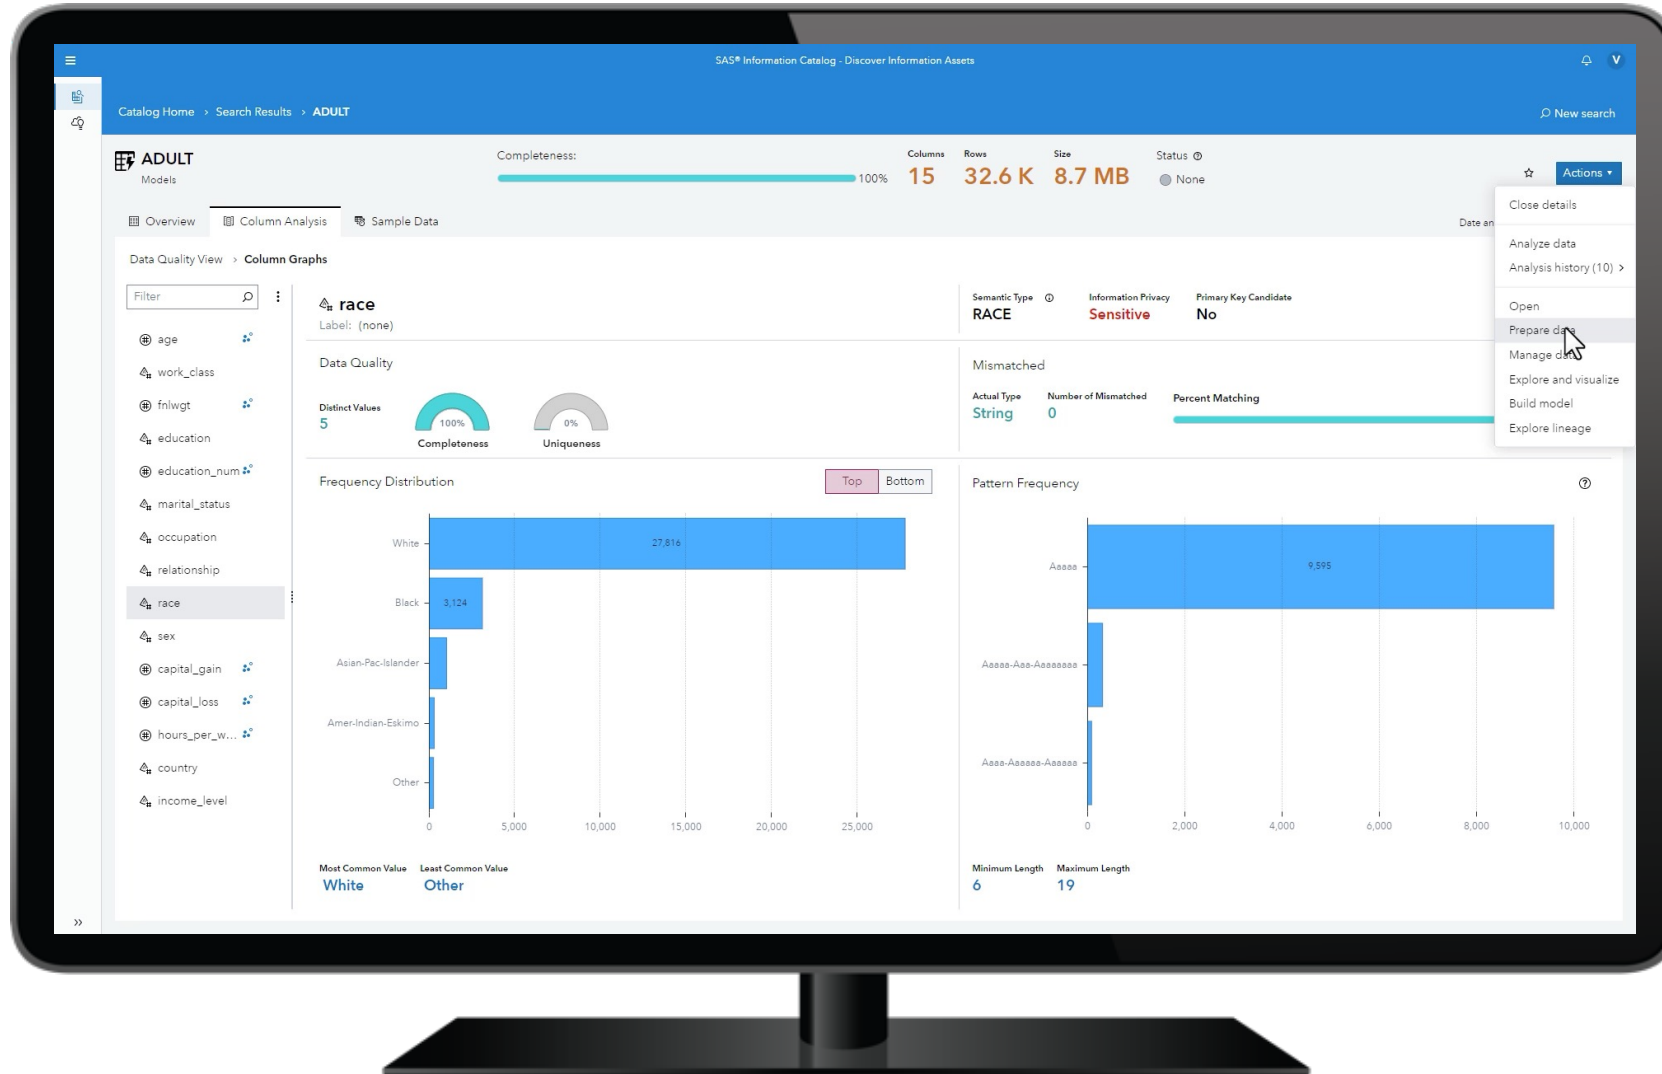 SAS® Information Catalog - Discover Information Assets
V
Catalog Home > Search Results > ADULT
New search
ADULT
Models
Completeness:
100%
Columns
15
Rows
32.6 K
Size
8.7 MB
Status
None
Actions
Overview
Column Analysis
Sample Data
Date an
Close details
Analyze data
Analysis history (10) >
Open
Prepare data
Manage data
Explore and visualize
Build model
Explore lineage
Data Quality View > Column Graphs
Filter
age
work_class
fnlwgt
education
education_num
marital_status
occupation
relationship
race
sex
capital_gain
capital_loss
hours_per_w...
country
income_level
race
Label: (none)
Semantic Type
RACE
Information Privacy
Sensitive
Primary Key Candidate
No
Data Quality
Distinct Values
5
100%
Completeness
0%
Uniqueness
Mismatched
Actual Type
String
Number of Mismatched
0
Percent Matching
Frequency Distribution
Top
Bottom
White
27,816
Black
3,124
Asian-Pac-Islander
Amer-Indian-Eskimo
Other
0 5,000 10,000 15,000 20,000 25,000
Most Common Value
White
Least Common Value
Other
Pattern Frequency
Aaaaa
9,595
Aaaaa-Aaa-Aaaaaaaa
Aaaa-Aaaaaa-Aaaaaa
0 2,000 4,000 6,000 8,000 10,000
Minimum Length
6
Maximum Length
19